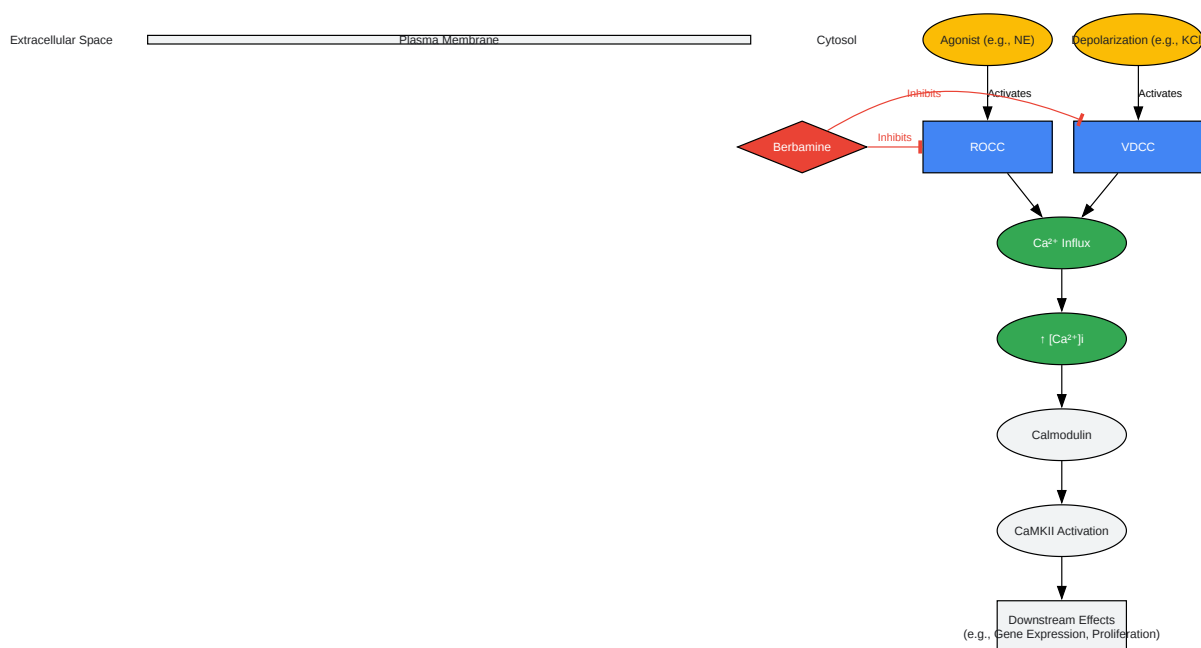 Extracellular Space
Plasma Membrane
Cytosol
Agonist (e.g., NE)
Depolarization (e.g., KCl
Inhibits
Activates
Activates
Inhibits
Berbamine
ROCC
VDCC
Ca²⁺ Influx
↑ [Ca²⁺]i
Calmodulin
CaMKII Activation
Downstream Effects
(e.g., Gene Expression, Proliferation)